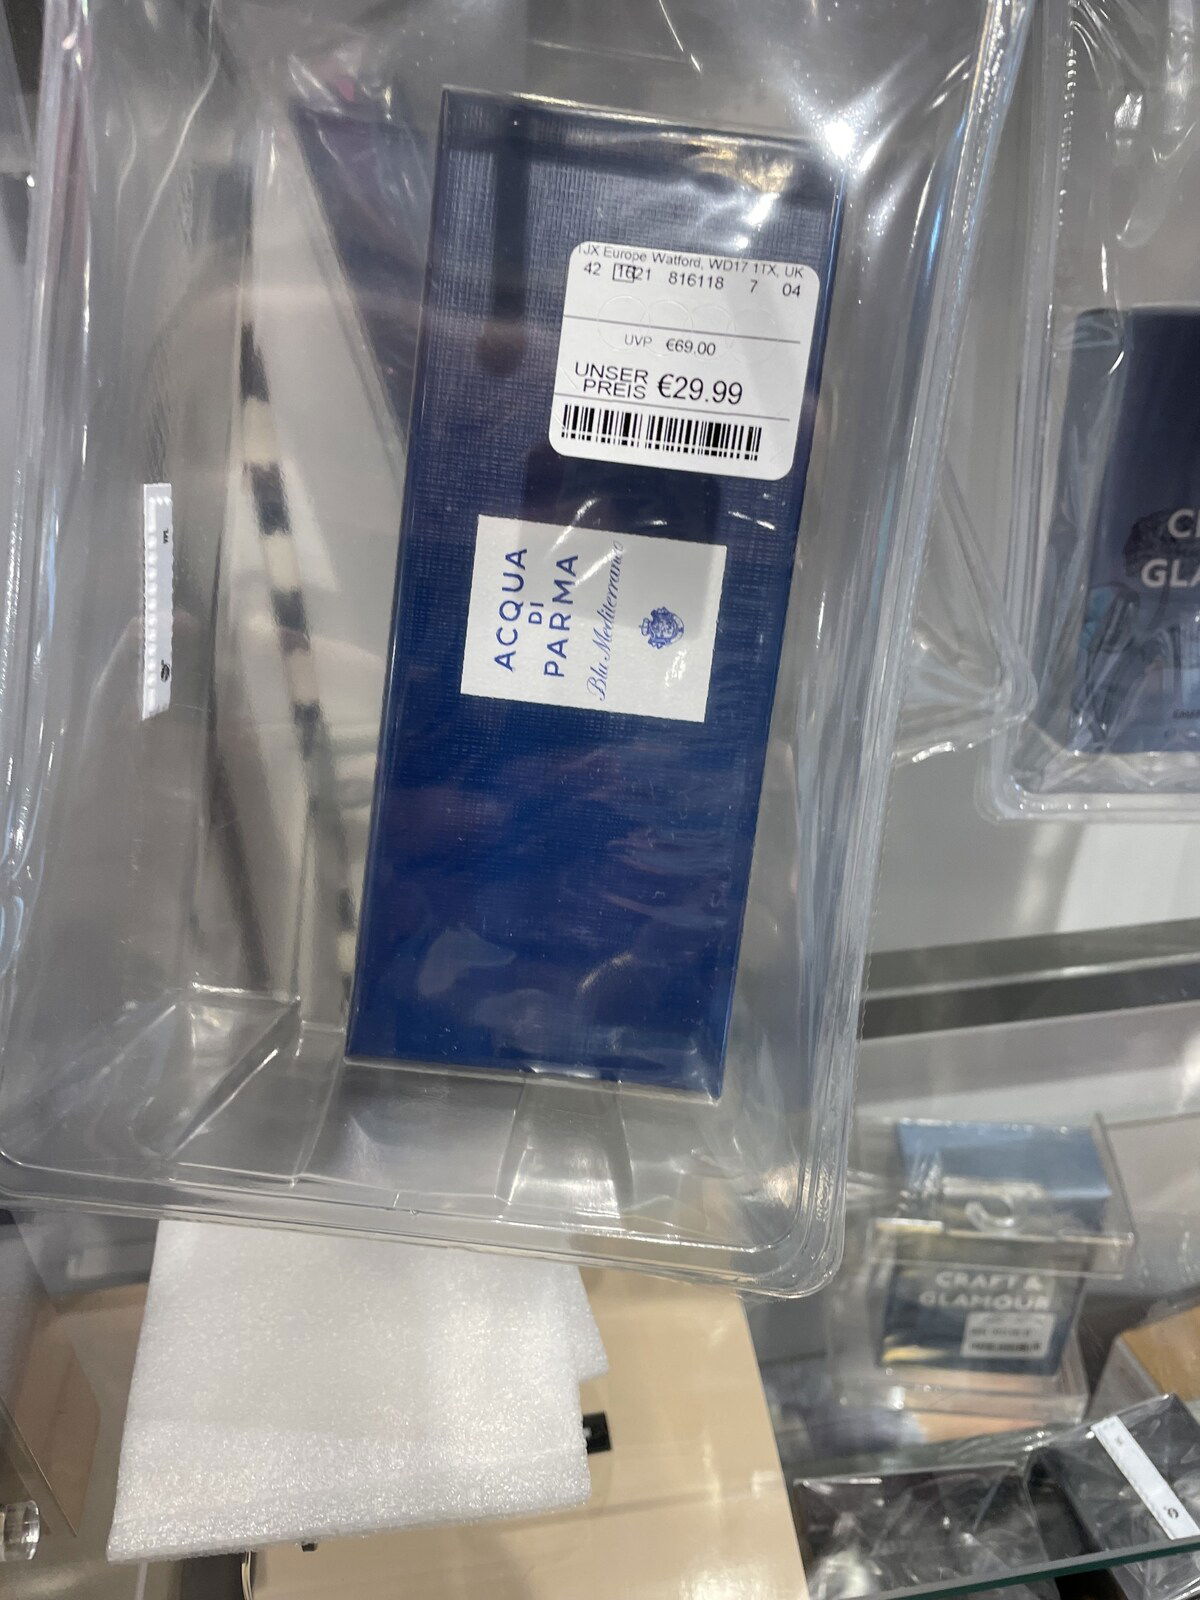 TJX Europe Watford, WD17 1TX, UK
42 1621 816118 7 04
UVP €69.00
UNSER PREIS €29.99
ACQUA
DI
PARMA
Blu Mediterraneo
CRAFT &
GLAMOUR